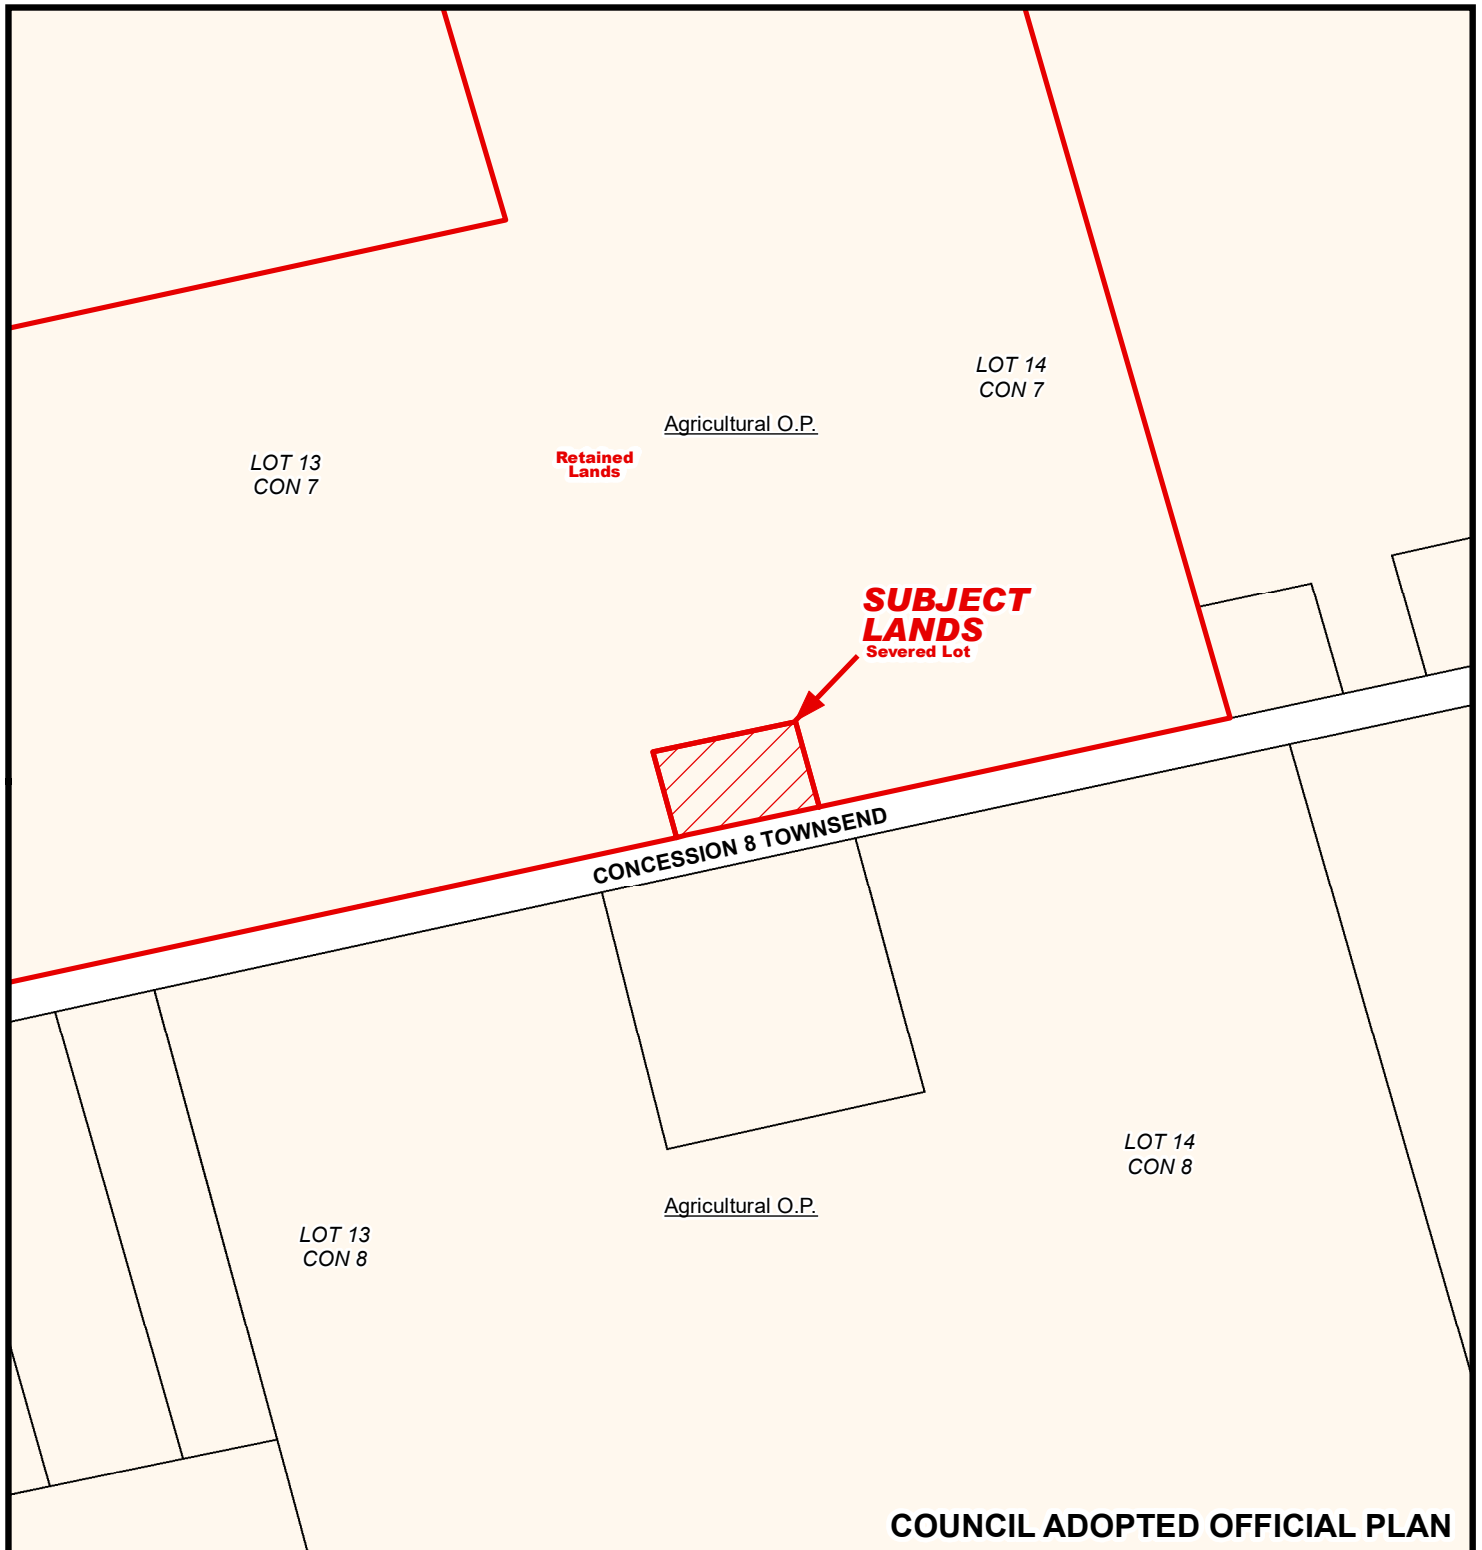 LOT 14
CON 7
Agricultural O.P.
Retained
Lands
LOT 13
CON 7
SUBJECT
LANDS
Severed Lot
CONCESSION 8 TOWNSEND
LOT 14
CON 8
Agricultural O.P.
LOT 13
CON 8
COUNCIL ADOPTED OFFICIAL PLAN